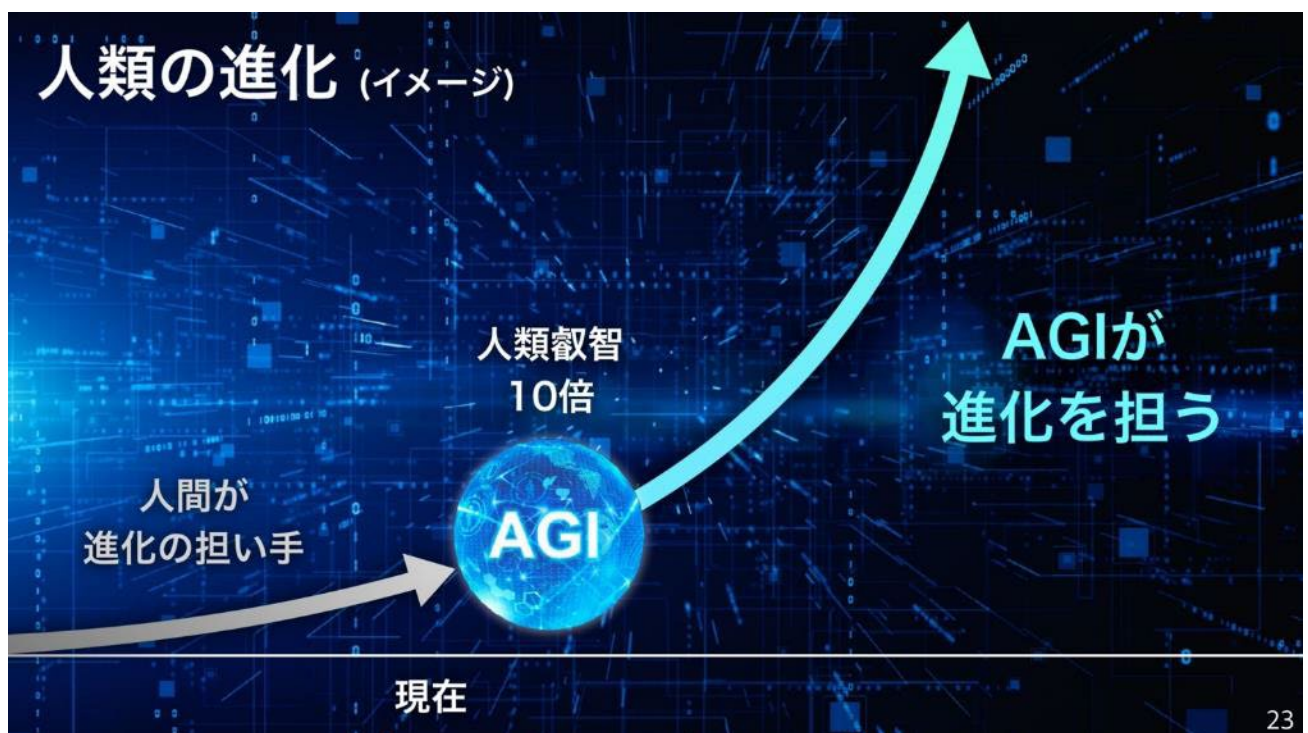 人類の進化 (イメージ)
人類叡智
10倍
AGIが
進化を担う
人間が
進化の担い手
AGI
現在
23